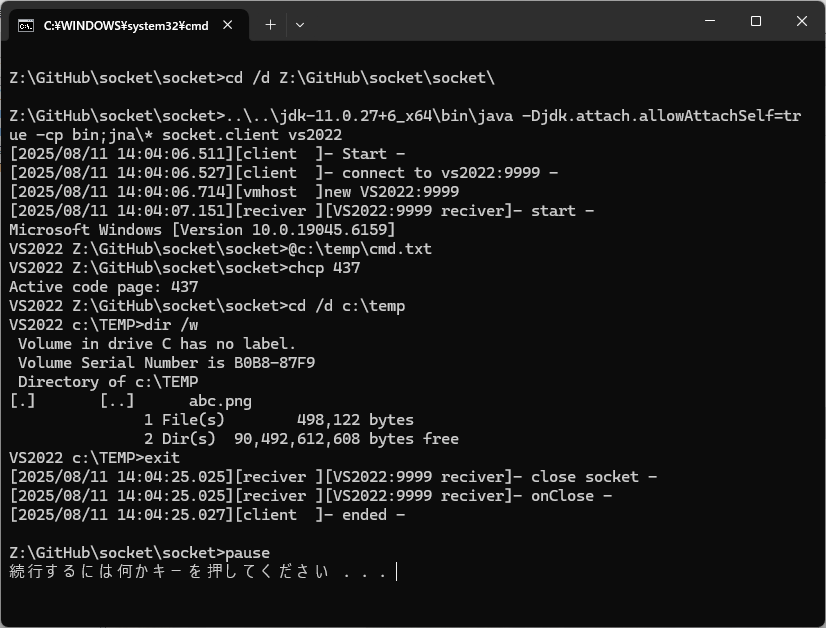 C:¥WINDOWS¥system32¥cmd
Z:\GitHub\socket\socket>cd /d Z:\GitHub\socket\socket\
Z:\GitHub\socket\socket>..\..\jdk-11.0.27+6_x64\bin\java -Djdk.attach.allowAttachSelf=tr
ue -cp bin;jna\* socket.client vs2022
[2025/08/11 14:04:06.511][client  ]- Start -
[2025/08/11 14:04:06.527][client  ]- connect to vs2022:9999 -
[2025/08/11 14:04:06.714][vmhost  ]new VS2022:9999
[2025/08/11 14:04:07.151][reciver ][VS2022:9999 reciver]- start -
Microsoft Windows [Version 10.0.19045.6159]
VS2022 Z:\GitHub\socket\socket>@c:\temp\cmd.txt
VS2022 Z:\GitHub\socket\socket>chcp 437
Active code page: 437
VS2022 Z:\GitHub\socket\socket>cd /d c:\temp
VS2022 c:\TEMP>dir /w
 Volume in drive C has no label.
 Volume Serial Number is B0B8-87F9
 Directory of c:\TEMP
[.]       [..]      abc.png
               1 File(s)        498,122 bytes
               2 Dir(s)  90,492,612,608 bytes free
VS2022 c:\TEMP>exit
[2025/08/11 14:04:25.025][reciver ][VS2022:9999 reciver]- close socket -
[2025/08/11 14:04:25.025][reciver ][VS2022:9999 reciver]- onClose -
[2025/08/11 14:04:25.027][client  ]- ended -
Z:\GitHub\socket\socket>pause
続行するには何かキーを押してください . . .